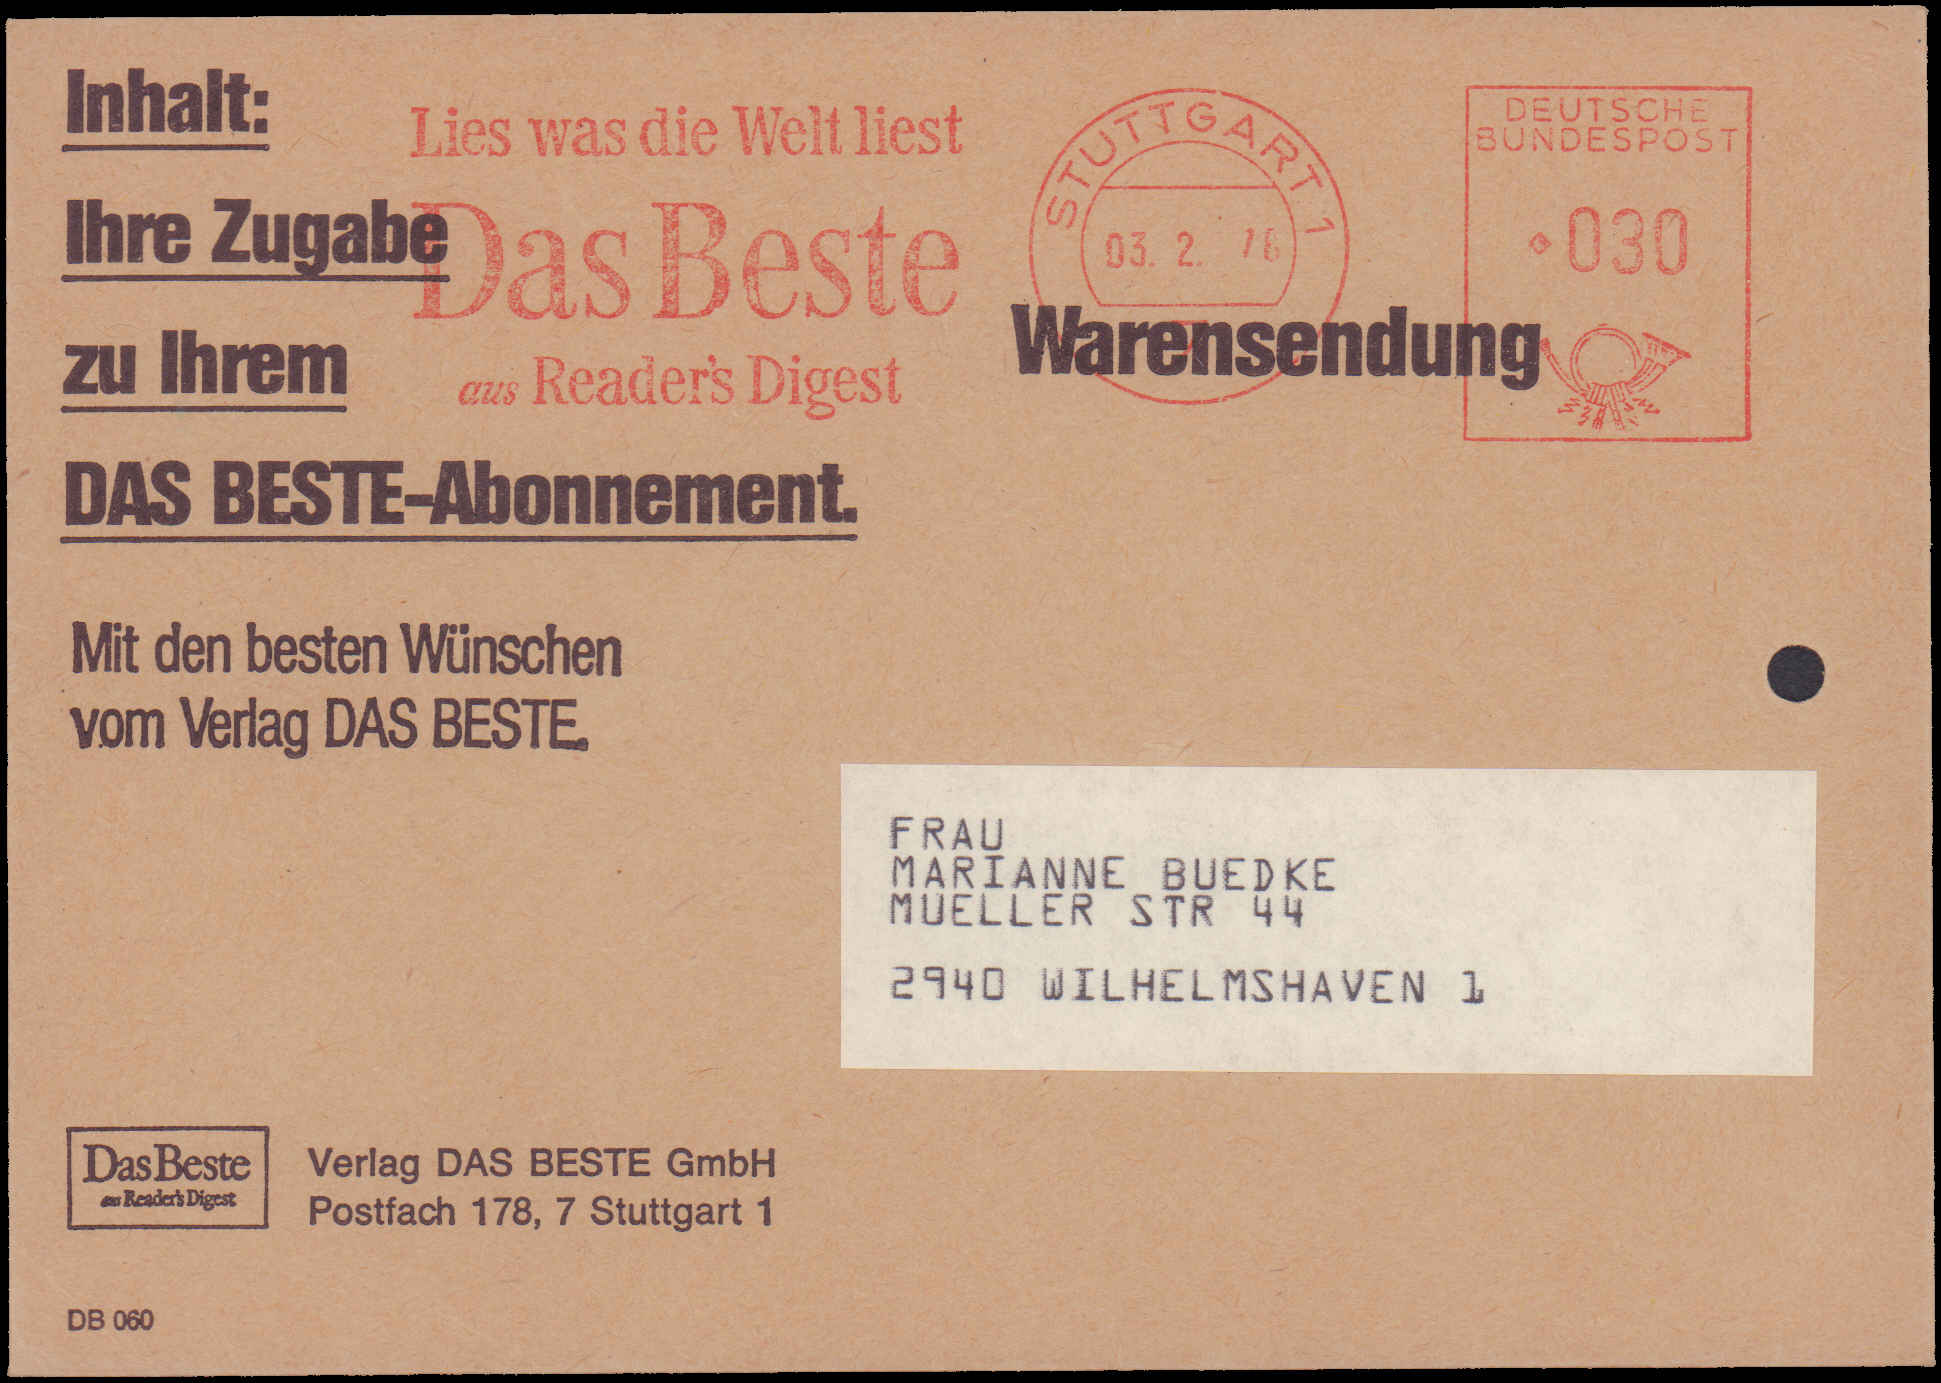 Inhalt:
Ihre Zugabe
zu Ihrem
DAS BESTE-Abonnement.
Lies was die Welt liest
Das Beste
aus Reader's Digest
STUTTGART 1
03. 2. 76
DEUTSCHE
BUNDESPOST
030
Warensendung
Mit den besten Wünschen
vom Verlag DAS BESTE.
FRAU
MARIANNE BUEDKE
MUELLER STR 44
2940 WILHELMSHAVEN 1
Das Beste
aus Reader's Digest
Verlag DAS BESTE GmbH
Postfach 178, 7 Stuttgart 1
DB 060